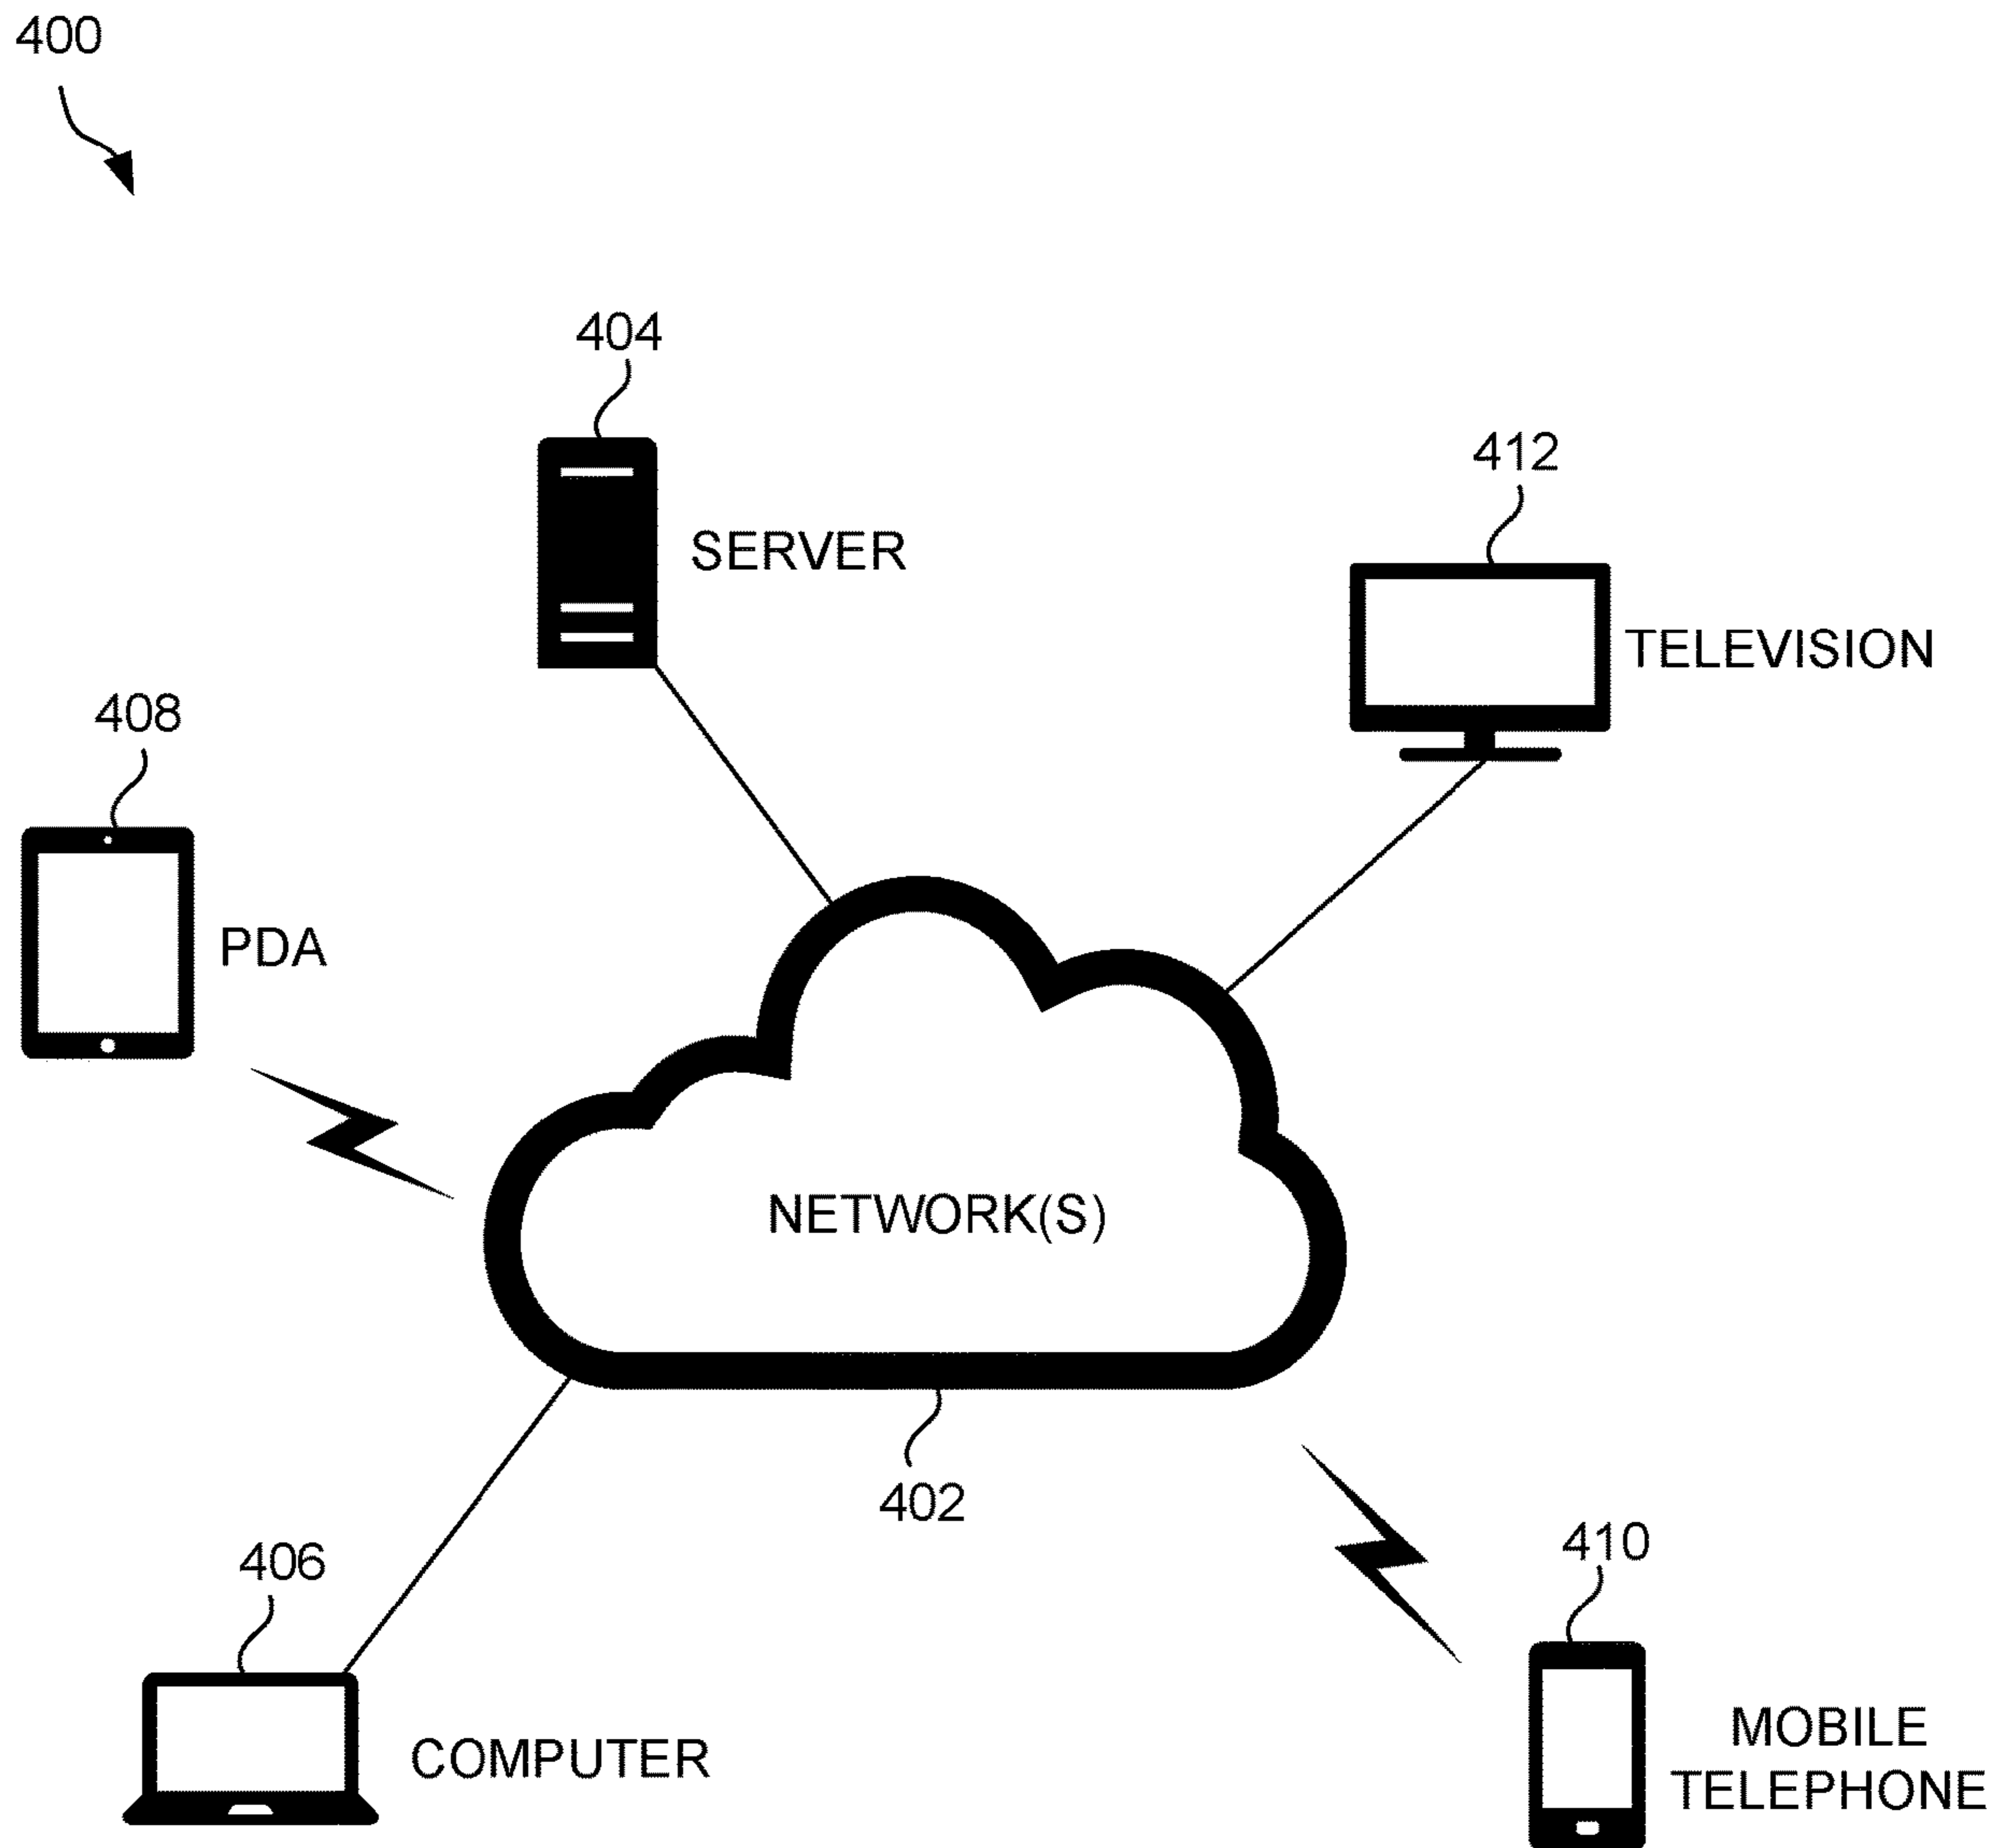 400
404
SERVER
412
TELEVISION
408
PDA
NETWORK(S)
402
406
COMPUTER
410
MOBILE
TELEPHONE